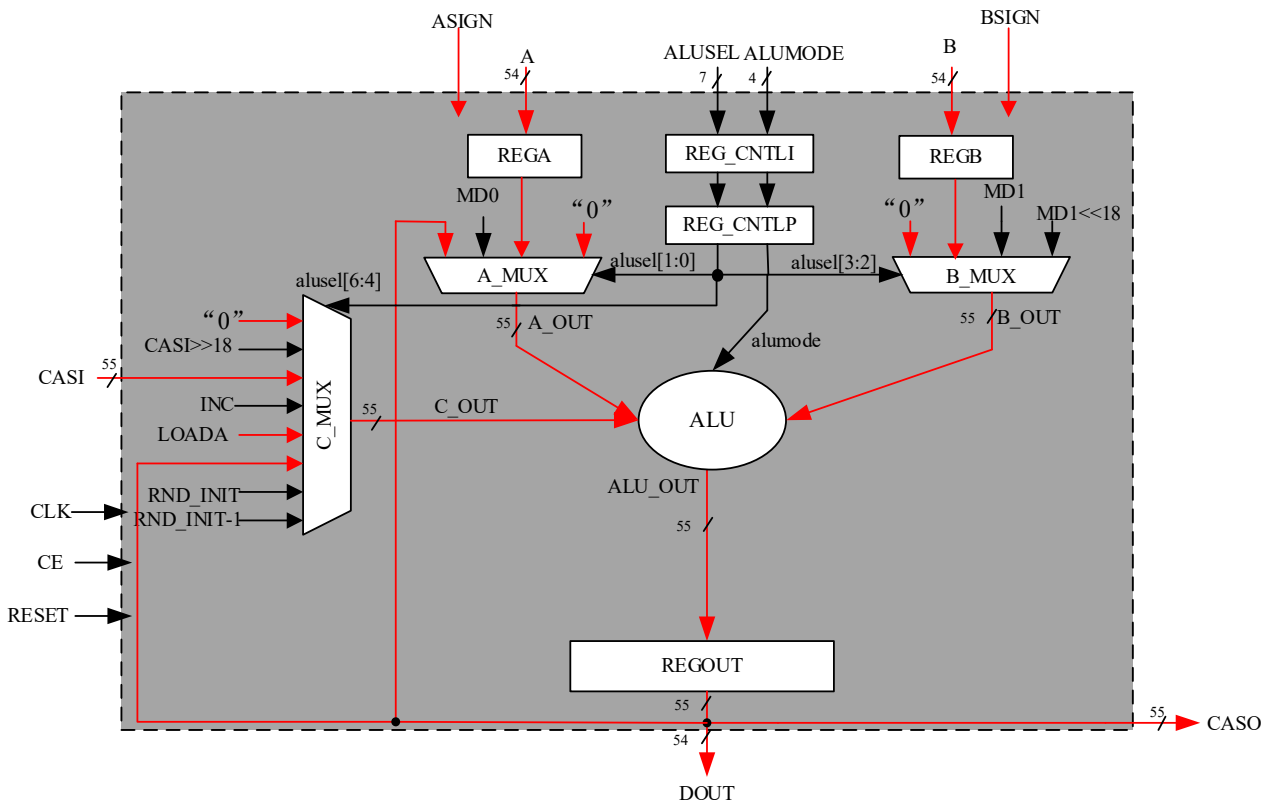 ASIGN
BSIGN
A
ALUSEL
ALUMODE
B
54
7
4
54
REGA
REG_CNTLI
REGB
MD0
“0”
REG_CNTLP
“0”
MD1
MD1<<18
A_MUX
alusel[1:0]
alusel[3:2]
B_MUX
alusel[6:4]
“0”
55
A_OUT
55
B_OUT
CASI>>18
alumode
55
CASI
INC
C_MUX
55
C_OUT
ALU
LOADA
ALU_OUT
RND_INIT
CLK
RND_INIT-1
55
CE
RESET
REGOUT
55
55
CASO
54
DOUT